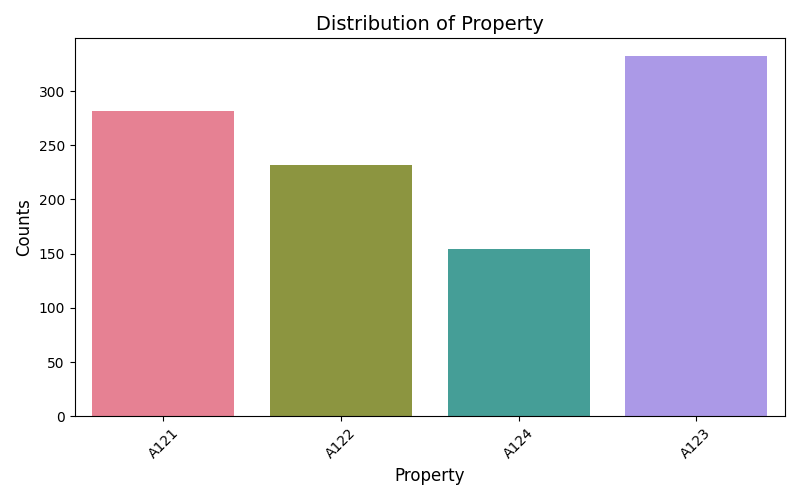 Distribution of Property
Counts
300
250
200
150
100
50
0
A121
A122
A124
A123
Property